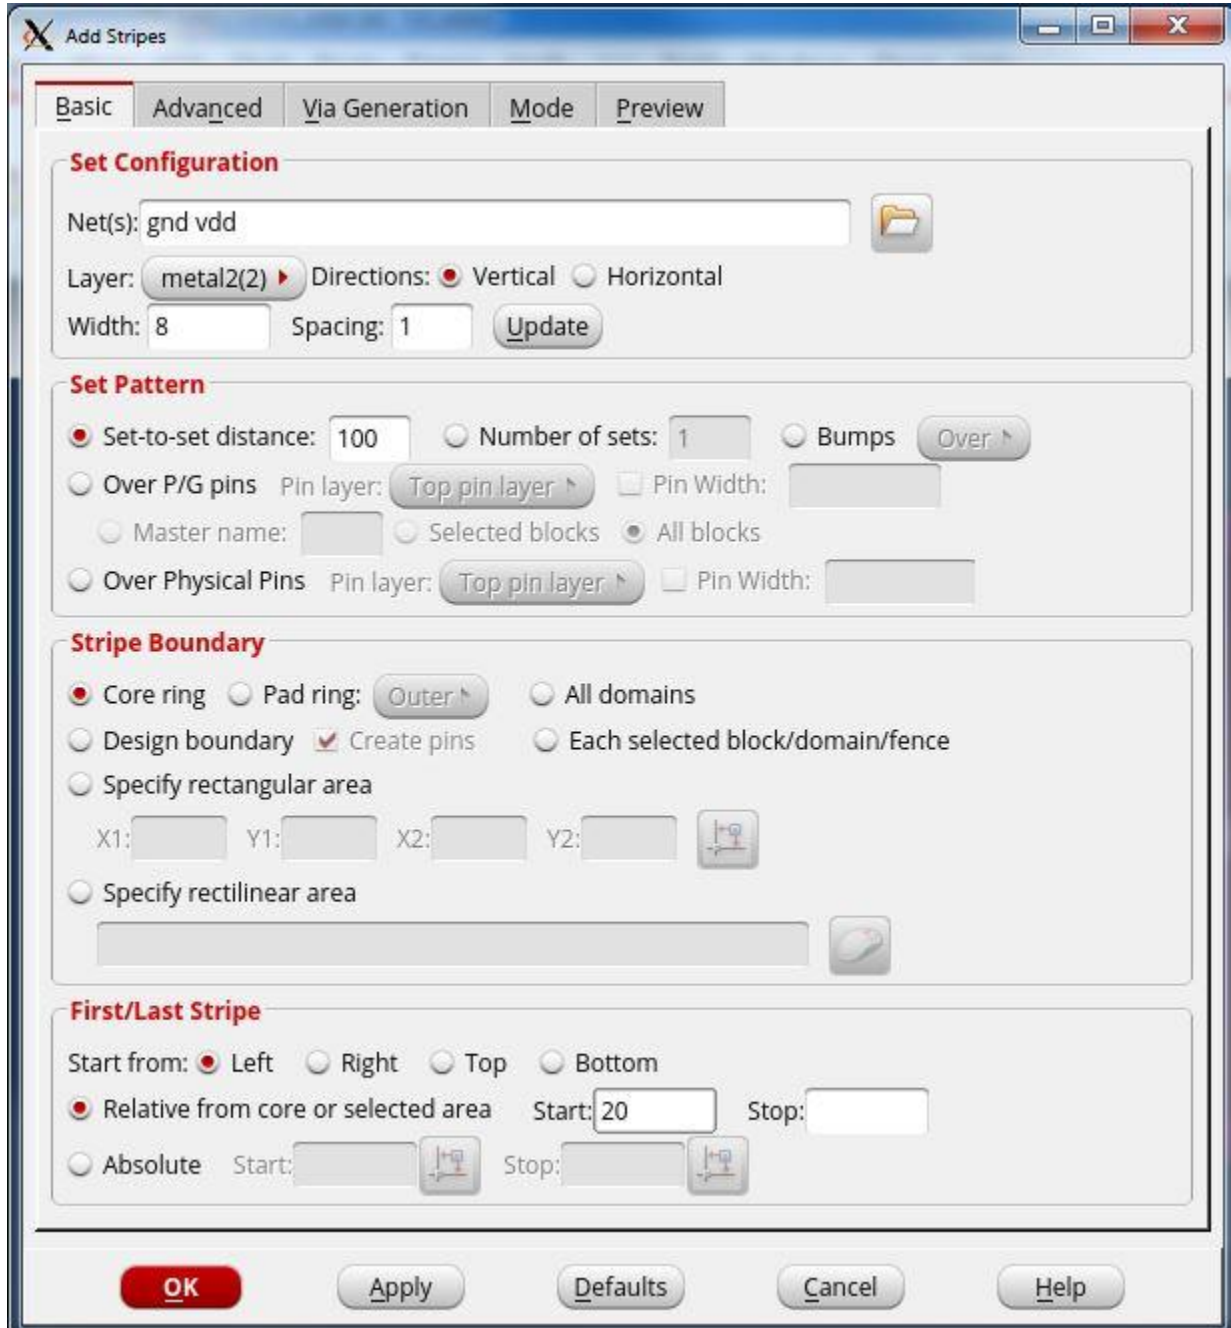 Add Stripes
Basic Advanced Via Generation Mode Preview
Set Configuration
Net(s): gnd vdd
Layer: metal2(2) Directions: Vertical Horizontal
Width: 8 Spacing: 1 Update
Set Pattern
Set-to-set distance: 100 Number of sets: 1 Bumps Over
Over P/G pins Pin layer: Top pin layer Pin Width:
Master name: Selected blocks All blocks
Over Physical Pins Pin layer: Top pin layer Pin Width:
Stripe Boundary
Core ring Pad ring: Outer All domains
Design boundary Create pins Each selected block/domain/fence
Specify rectangular area
X1: Y1: X2: Y2:
Specify rectilinear area
First/Last Stripe
Start from: Left Right Top Bottom
Relative from core or selected area Start: 20 Stop:
Absolute Start: Stop:
OK Apply Defaults Cancel Help